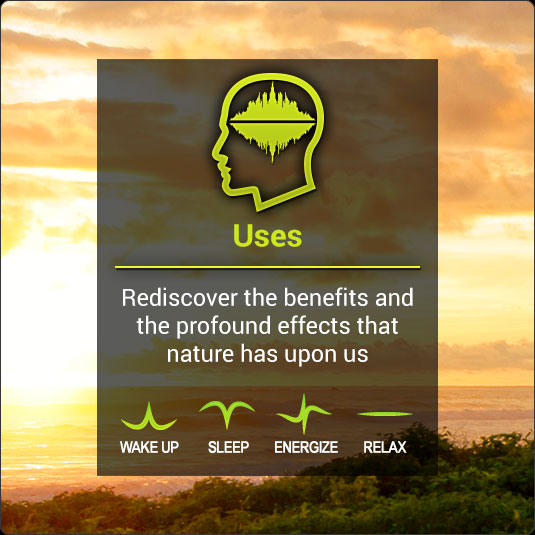 Uses
Rediscover the benefits and
the profound effects that
nature has upon us
WAKE UP SLEEP ENERGIZE RELAX